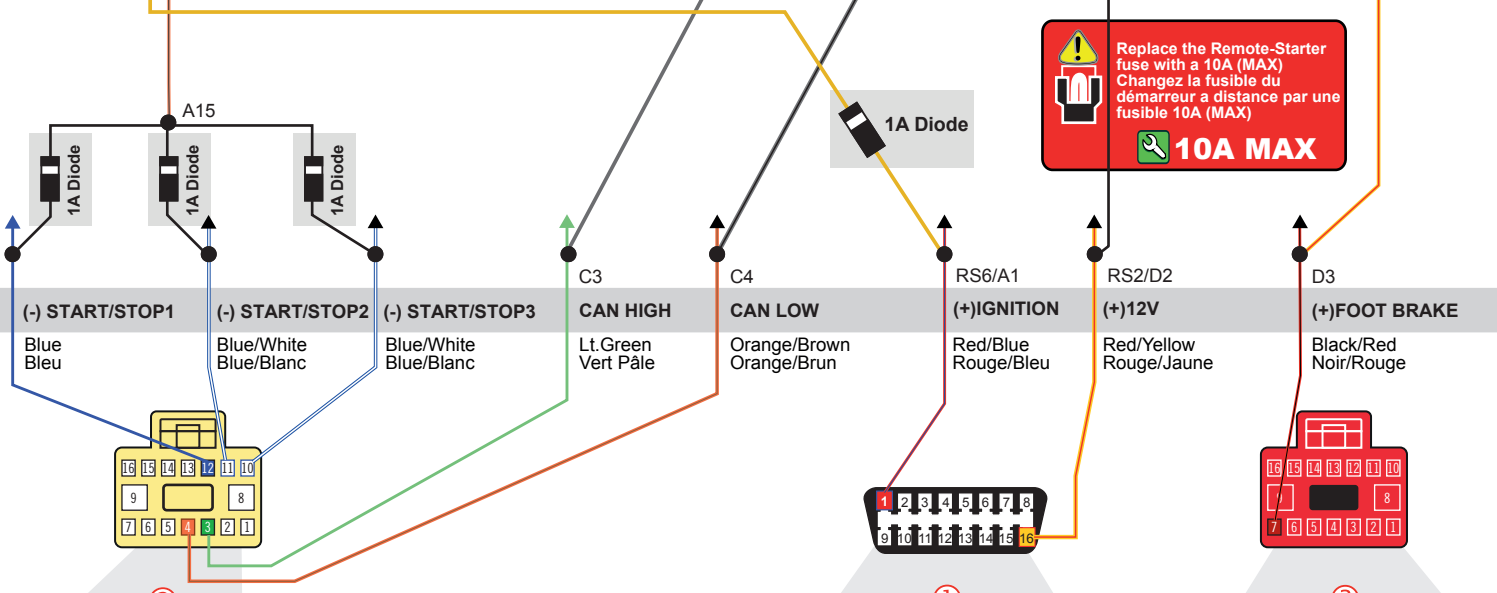 Replace the Remote-Starter
fuse with a 10A (MAX)
Changez la fusible du
démarreur a distance par une
fusible 10A (MAX)
10A MAX
A15
1A Diode
1A Diode
1A Diode
1A Diode
C3
C4
RS6/A1
RS2/D2
D3
(-) START/STOP1
(-) START/STOP2
(-) START/STOP3
CAN HIGH
CAN LOW
(+)IGNITION
(+)12V
(+)FOOT BRAKE
Blue
Bleu
Blue/White
Blue/Blanc
Blue/White
Blue/Blanc
Lt.Green
Vert Pâle
Orange/Brown
Orange/Brun
Red/Blue
Rouge/Bleu
Red/Yellow
Rouge/Jaune
Black/Red
Noir/Rouge
16 15 14 13 12 11 10
9 8
7 6 5 4 3 2 1
1 2 3 4 5 6 7 8
9 10 11 12 13 14 15 16
16 15 14 13 12 11 10
9 8
7 6 5 4 3 2 1